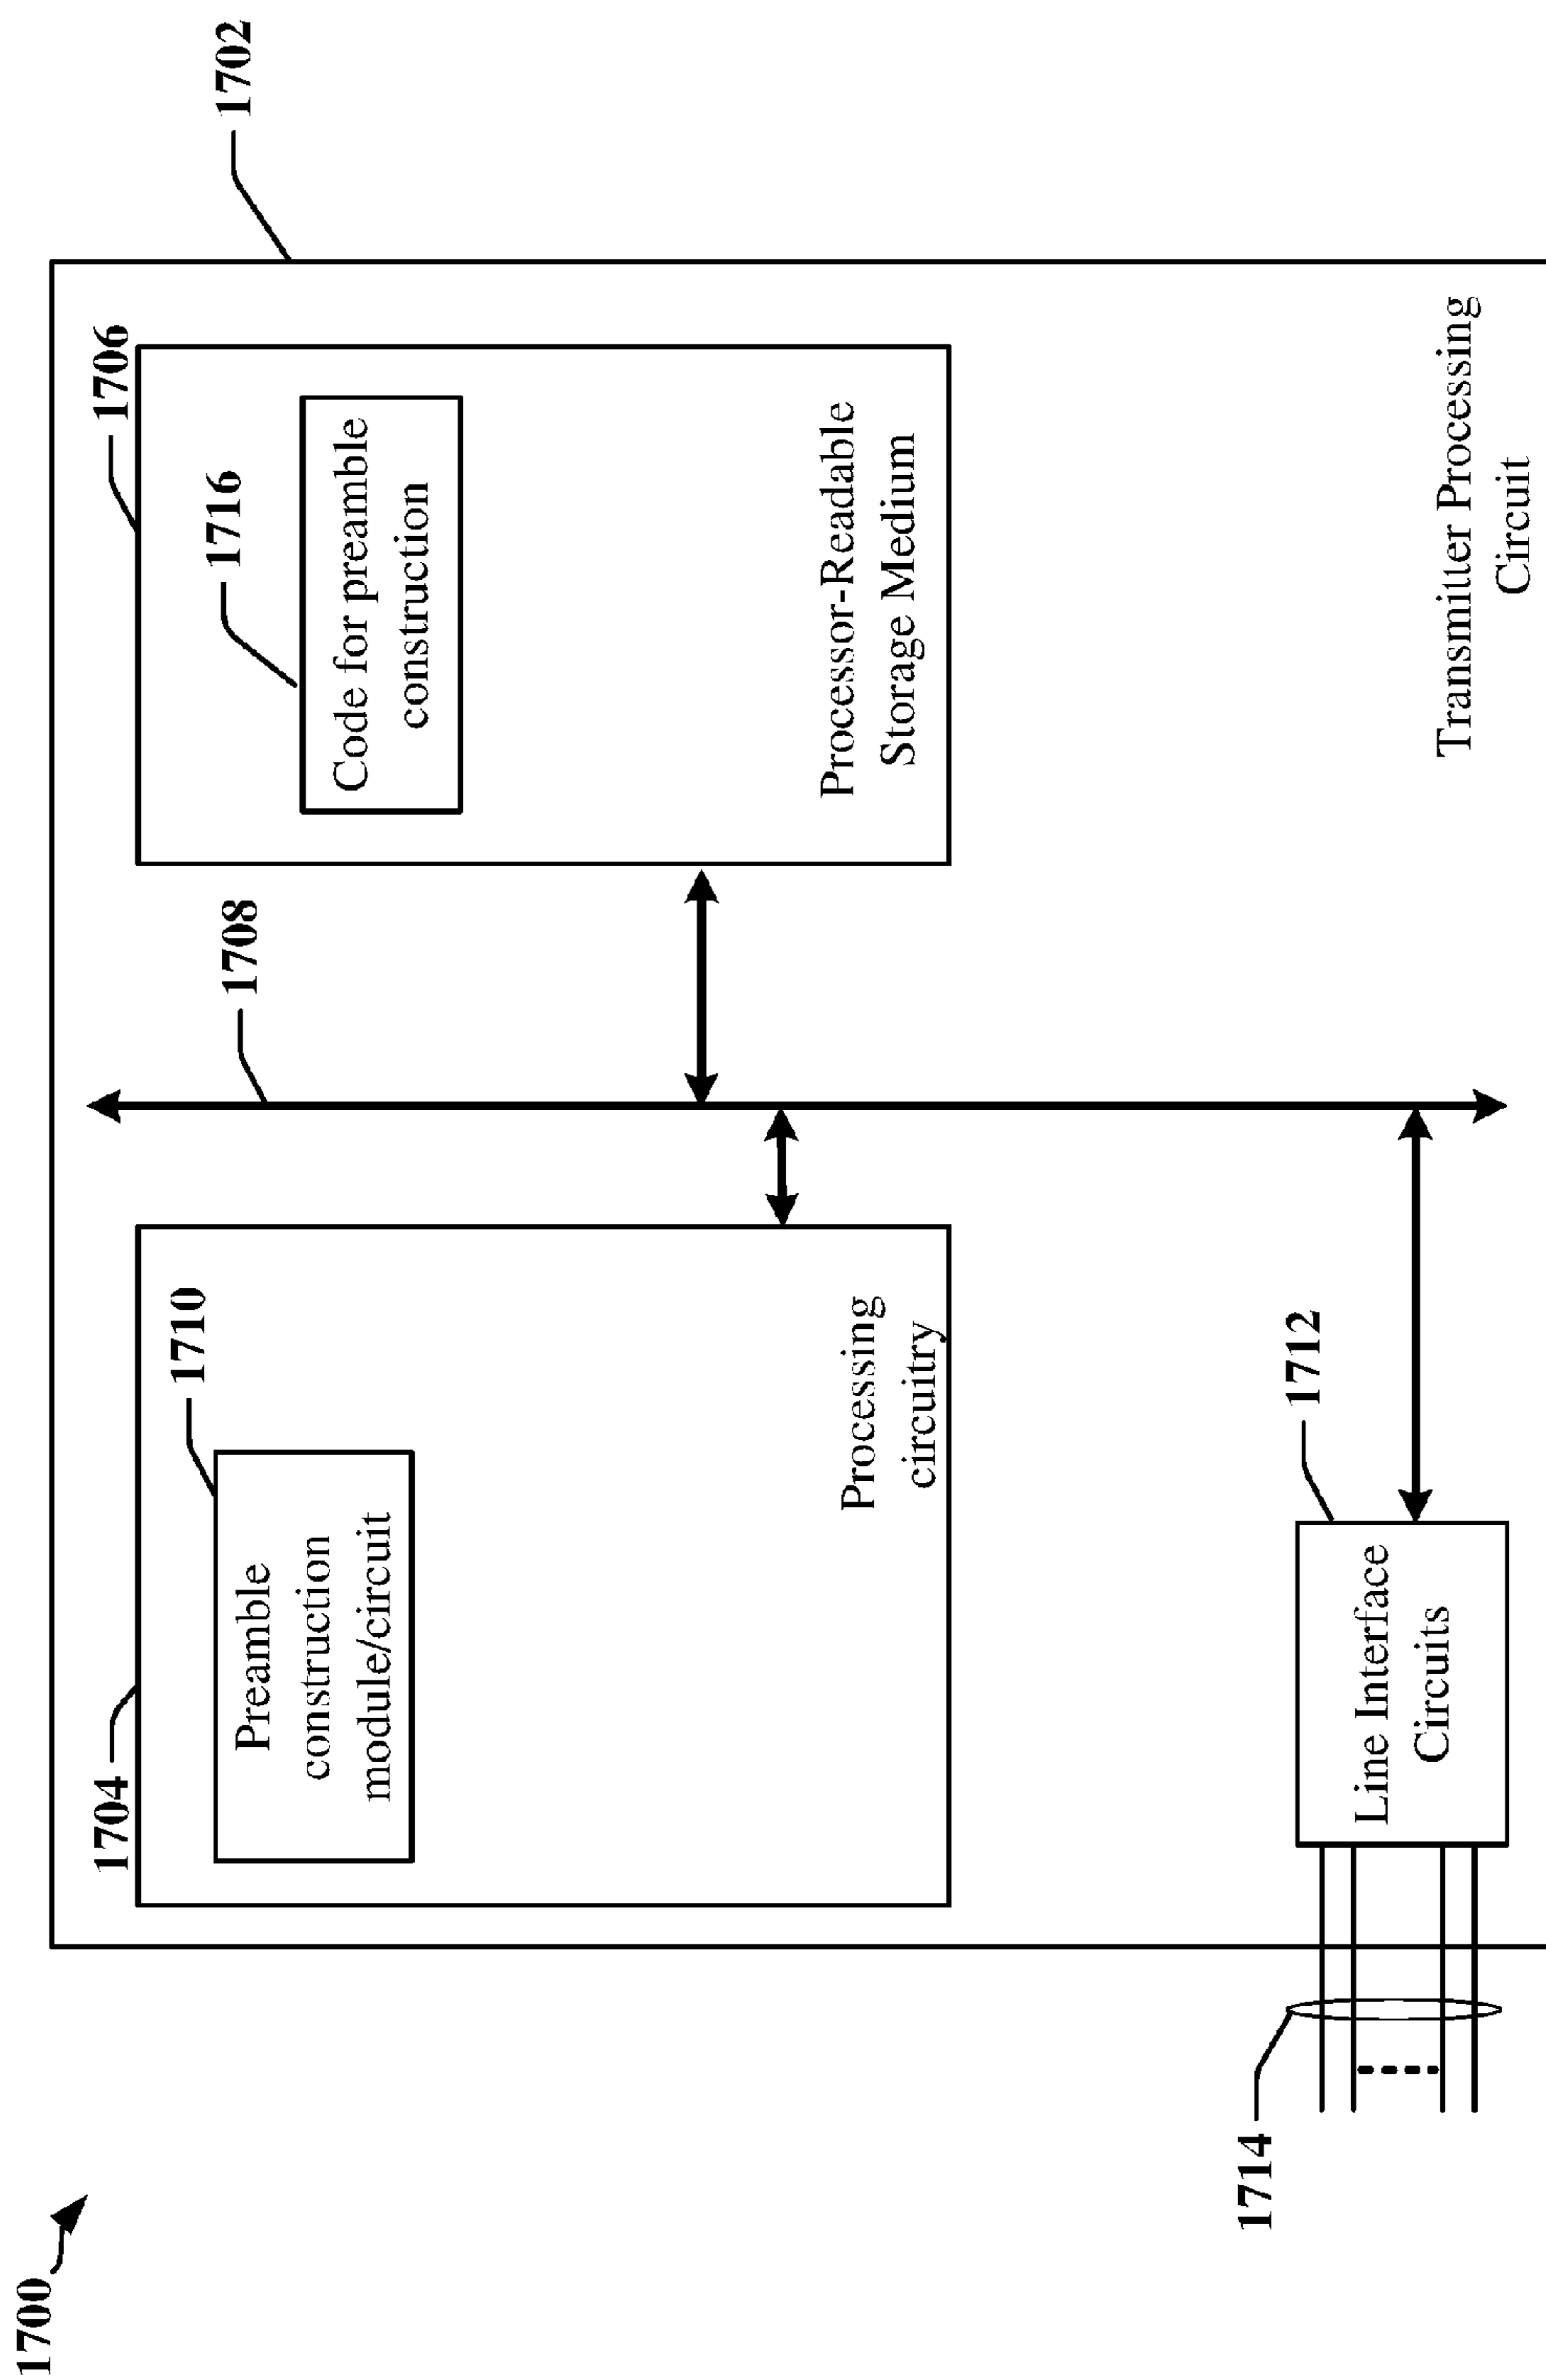 1700
1702
1704
1710
Preamble
construction
module/circuit
Processing
circuitry
1708
1706
1716
Code for preamble
construction
Processor-Readable
Storage Medium
1712
Line Interface
Circuits
1714
Transmitter Processing
Circuit